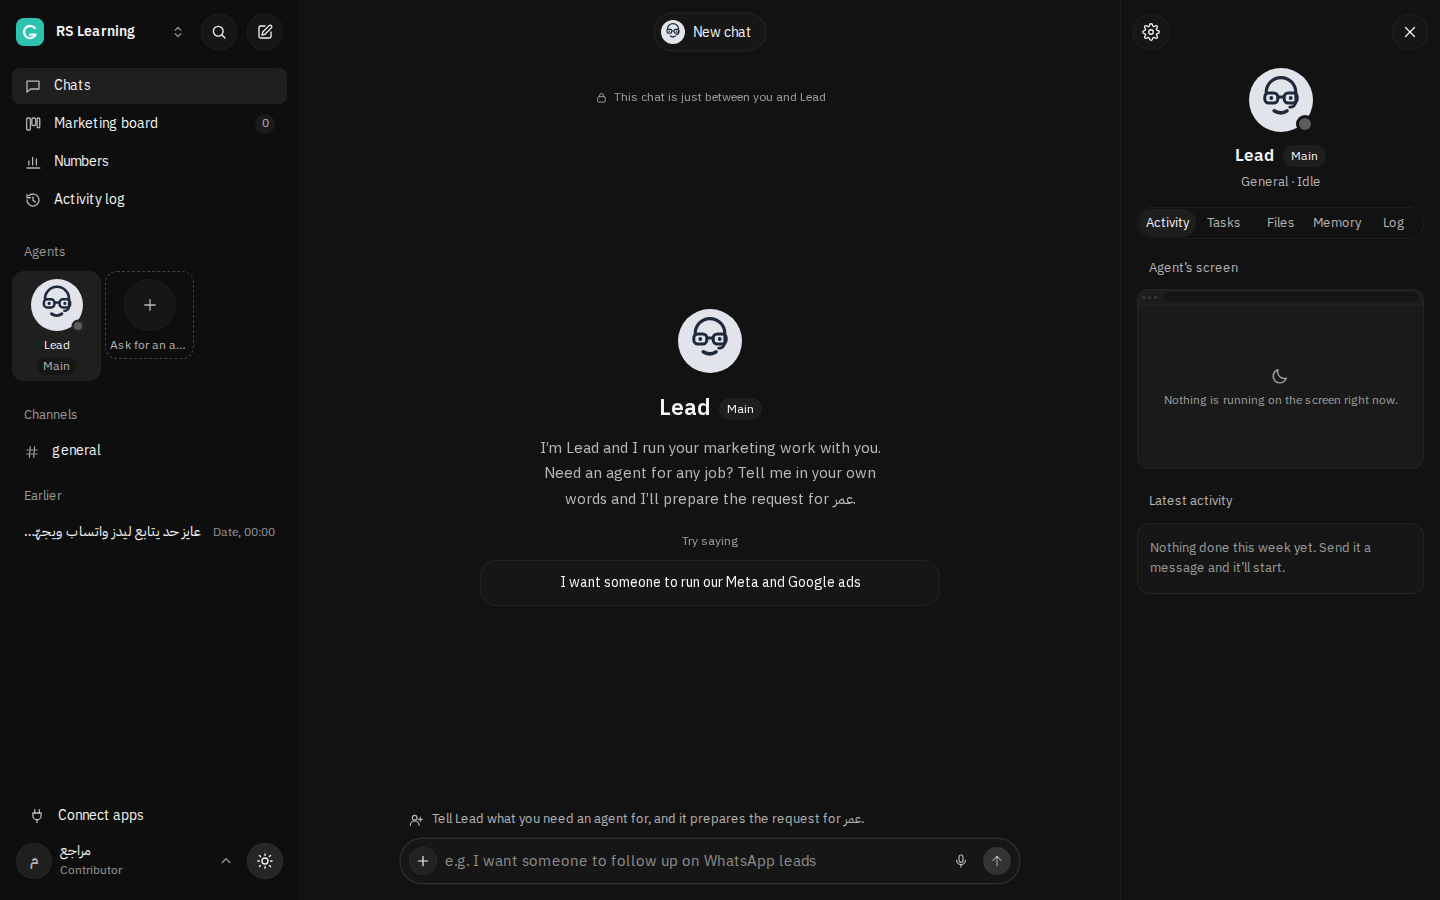 RS Learning
Chats
Marketing board
0
Numbers
Activity log
Agents
Lead
Main
Ask for an a...
Channels
general
Earlier
عايز حد يتابع ليدز واتساب ويجهّ...
Date, 00:00
Connect apps
م
مراجع
Contributor
New chat
This chat is just between you and Lead
Lead
Main
I'm Lead and I run your marketing work with you.
Need an agent for any job? Tell me in your own
words and I'll prepare the request for عمر.
Try saying
I want someone to run our Meta and Google ads
Tell Lead what you need an agent for, and it prepares the request for عمر.
e.g. I want someone to follow up on WhatsApp leads
Lead
Main
General · Idle
Activity
Tasks
Files
Memory
Log
Agent's screen
Nothing is running on the screen right now.
Latest activity
Nothing done this week yet. Send it a
message and it'll start.